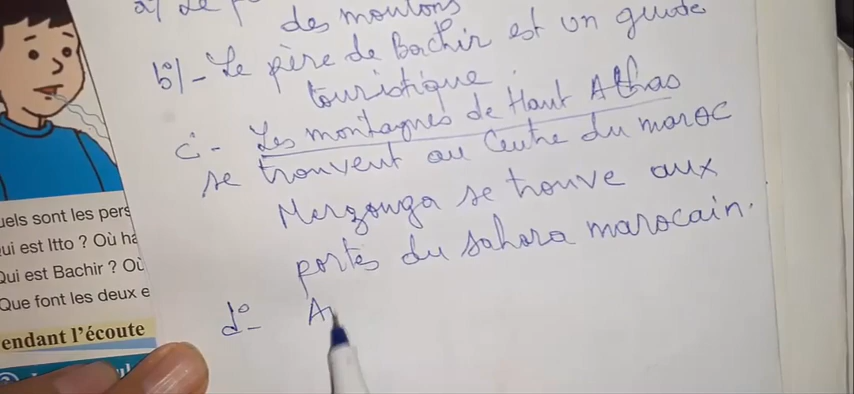 a) Le
des moutons
b)-Le père de Bachir est un guide
touristique.
c- Les montagnes de Haut Athas
se trouvent au Centre du maroc
Merzouga se trouve aux
portes du sahara marocain.
d- A
uels sont les pers
ui est Itto ? Où ha
Qui est Bachir ? Où
Que font les deux e
endant l'écoute